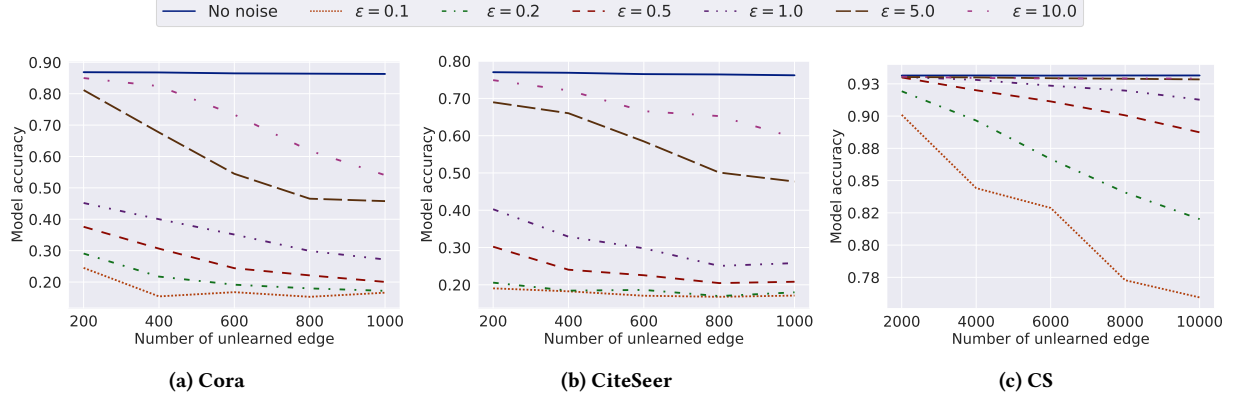 No noise ε = 0.1 ε = 0.2 ε = 0.5 ε = 1.0 ε = 5.0 ε = 10.0
0.90
0.80
0.70
0.60
0.50
0.40
0.30
0.20
Model accuracy
200 400 600 800 1000
Number of unlearned edge
(a) Cora
0.80
0.70
0.60
0.50
0.40
0.30
0.20
Model accuracy
200 400 600 800 1000
Number of unlearned edge
(b) CiteSeer
0.93
0.90
0.88
0.85
0.82
0.80
0.78
Model accuracy
2000 4000 6000 8000 10000
Number of unlearned edge
(c) CS